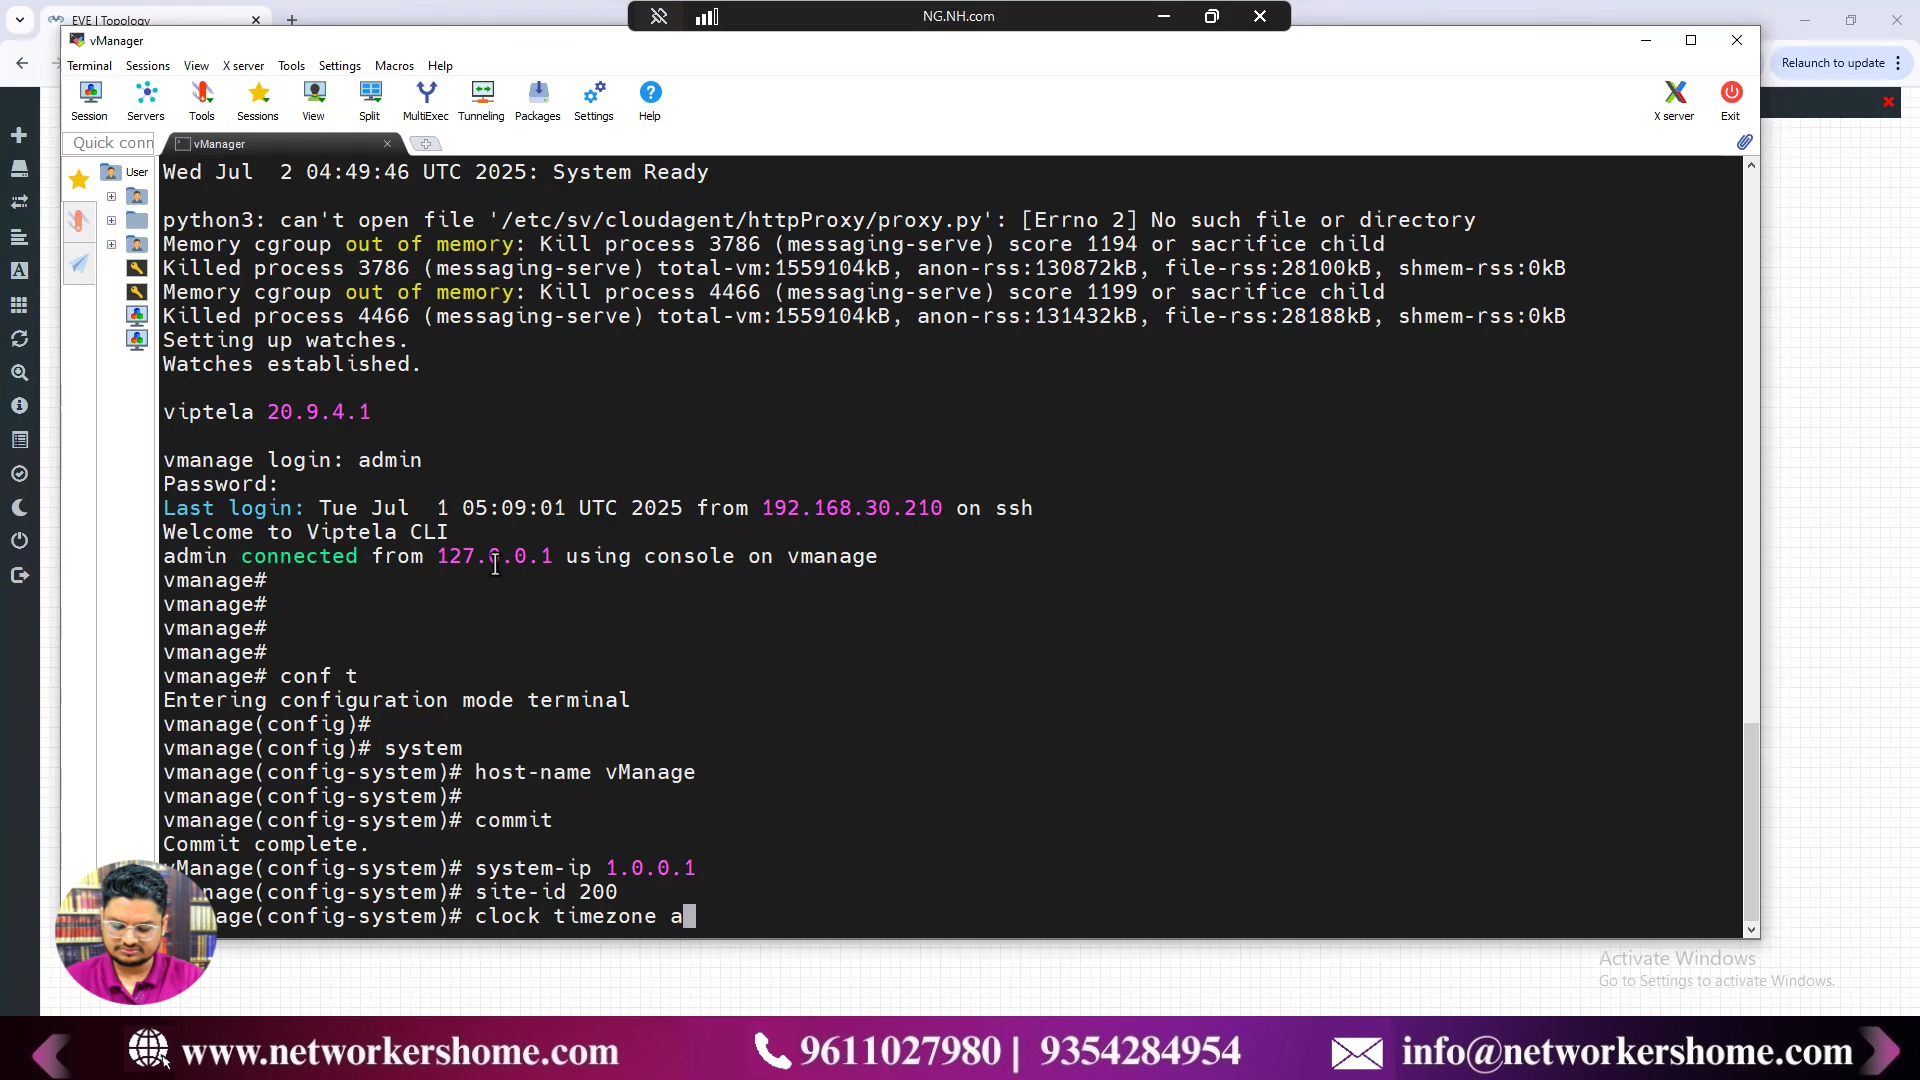 EVE | Topology
NG.NH.com
Relaunch to update
vManager
Terminal Sessions View X server Tools Settings Macros Help
Session Servers Tools Sessions View Split MultiExec Tunneling Packages Settings Help X server Exit
Quick conn
vManager
User
Wed Jul  2 04:49:46 UTC 2025: System Ready
python3: can't open file '/etc/sv/cloudagent/httpProxy/proxy.py': [Errno 2] No such file or directory
Memory cgroup out of memory: Kill process 3786 (messaging-serve) score 1194 or sacrifice child
Killed process 3786 (messaging-serve) total-vm:1559104kB, anon-rss:130872kB, file-rss:28100kB, shmem-rss:0kB
Memory cgroup out of memory: Kill process 4466 (messaging-serve) score 1199 or sacrifice child
Killed process 4466 (messaging-serve) total-vm:1559104kB, anon-rss:131432kB, file-rss:28188kB, shmem-rss:0kB
Setting up watches.
Watches established.
viptela 20.9.4.1
vmanage login: admin
Password:
Last login: Tue Jul  1 05:09:01 UTC 2025 from 192.168.30.210 on ssh
Welcome to Viptela CLI
admin connected from 127.0.0.1 using console on vmanage
vmanage#
vmanage#
vmanage#
vmanage#
vmanage# conf t
Entering configuration mode terminal
vmanage(config)#
vmanage(config)# system
vmanage(config-system)# host-name vManage
vmanage(config-system)#
vmanage(config-system)# commit
Commit complete.
vManage(config-system)# system-ip 1.0.0.1
nage(config-system)# site-id 200
age(config-system)# clock timezone a
Activate Windows
Go to Settings to activate Windows.
www.networkershome.com 9611027980 | 9354284954 info@networkershome.com